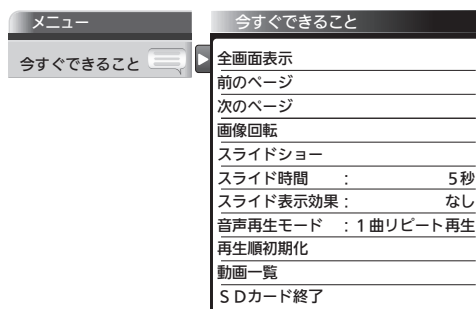 メニュー
今すぐできること
今すぐできること
全画面表示
前のページ
次のページ
画像回転
スライドショー
スライド時間 : 5秒
スライド表示効果 : なし
音声再生モード : 1曲リピート再生
再生順初期化
動画一覧
ＳＤカード終了